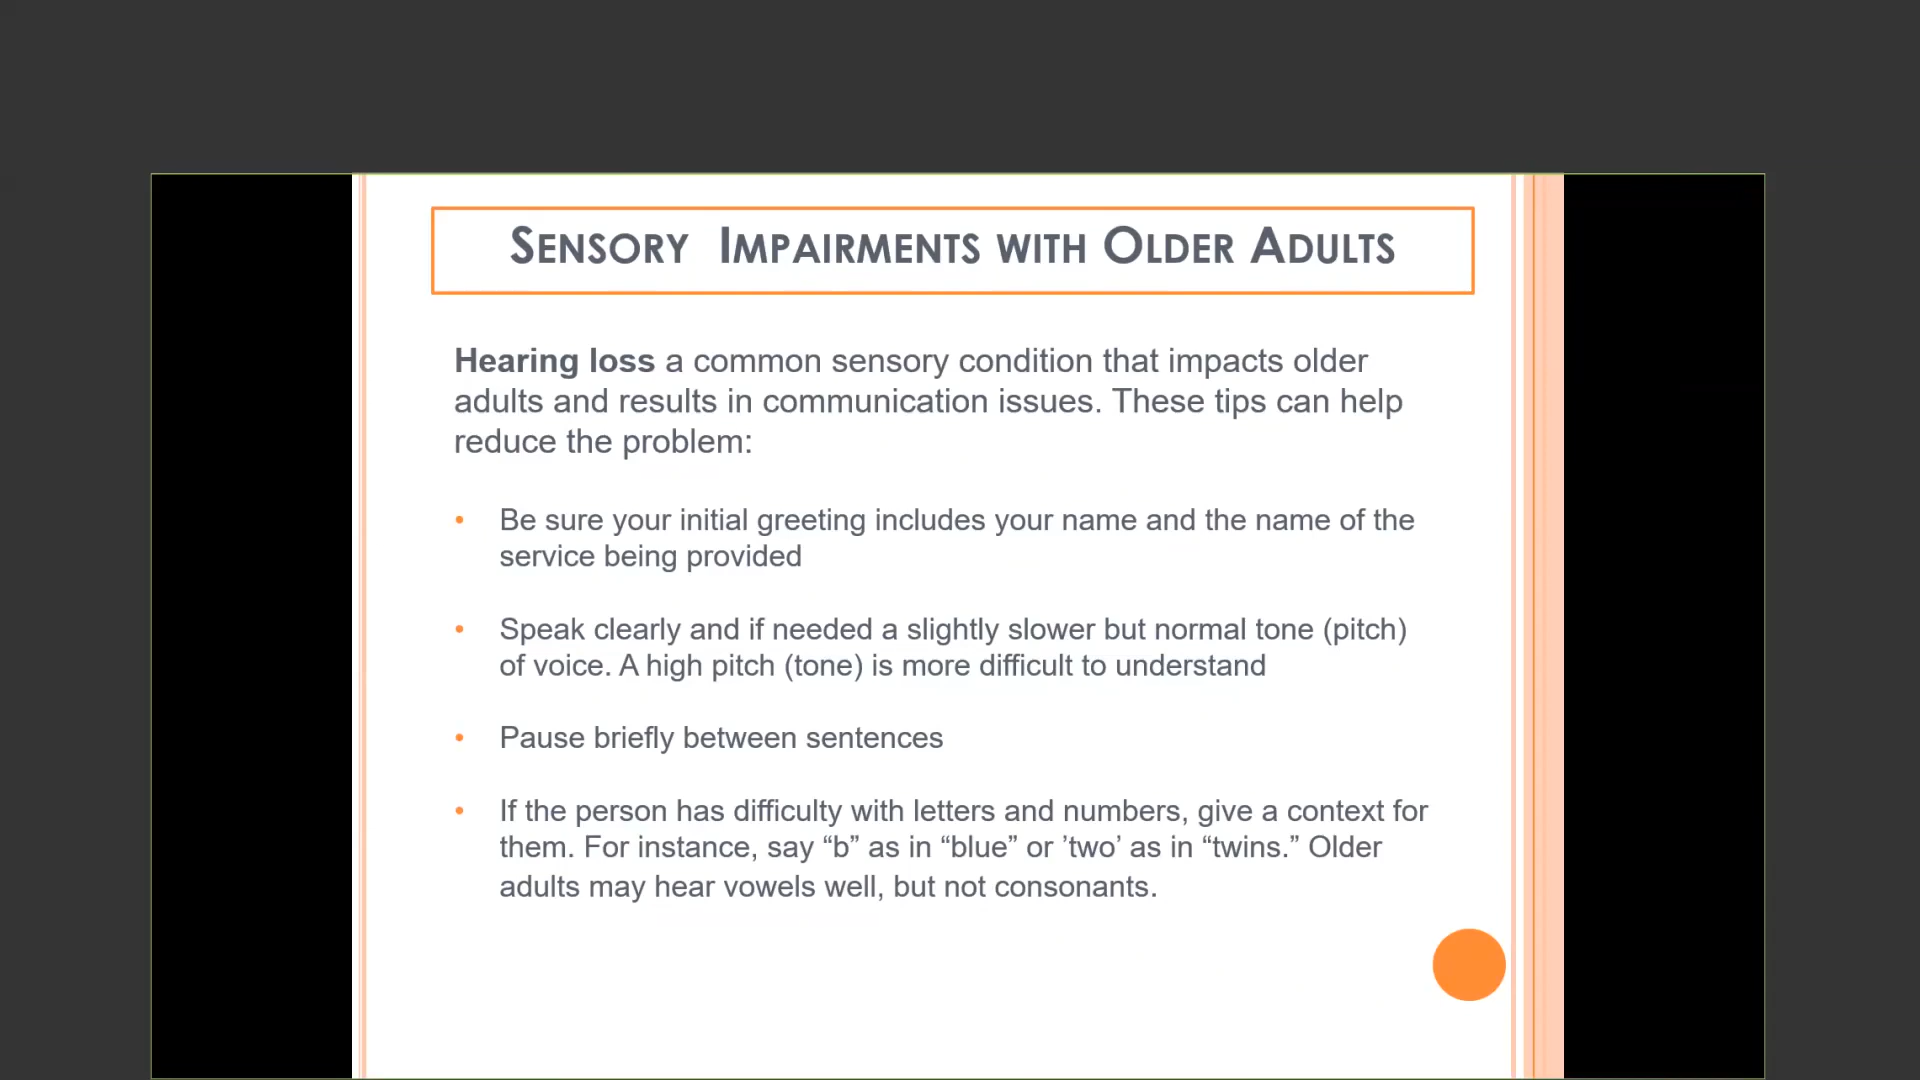 Sensory Impairments with Older Adults
Hearing loss a common sensory condition that impacts older
adults and results in communication issues. These tips can help
reduce the problem:
• Be sure your initial greeting includes your name and the name of the
service being provided
• Speak clearly and if needed a slightly slower but normal tone (pitch)
of voice. A high pitch (tone) is more difficult to understand
• Pause briefly between sentences
• If the person has difficulty with letters and numbers, give a context for
them. For instance, say “b” as in “blue” or ’two’ as in “twins.” Older
adults may hear vowels well, but not consonants.